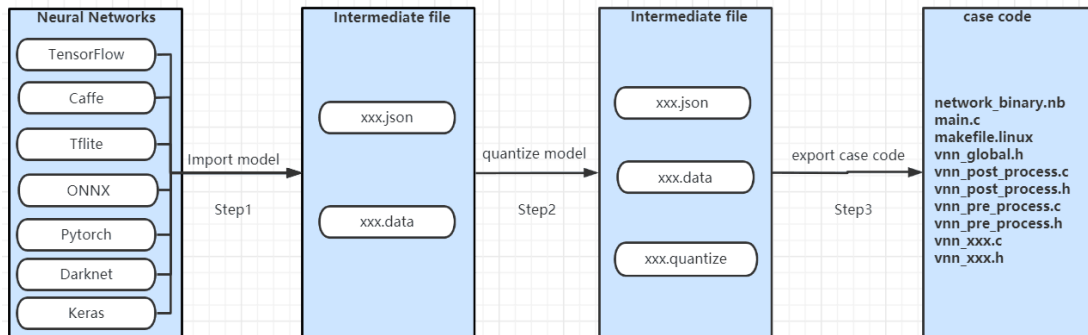 Neural Networks
TensorFlow
Caffe
Tflite
ONNX
Pytorch
Darknet
Keras
Import model
Step1
Intermediate file
xxx.json
xxx.data
quantize model
Step2
Intermediate file
xxx.json
xxx.data
xxx.quantize
export case code
Step3
case code
network_binary.nb
main.c
makefile.linux
vnn_global.h
vnn_post_process.c
vnn_post_process.h
vnn_pre_process.c
vnn_pre_process.h
vnn_xxx.c
vnn_xxx.h